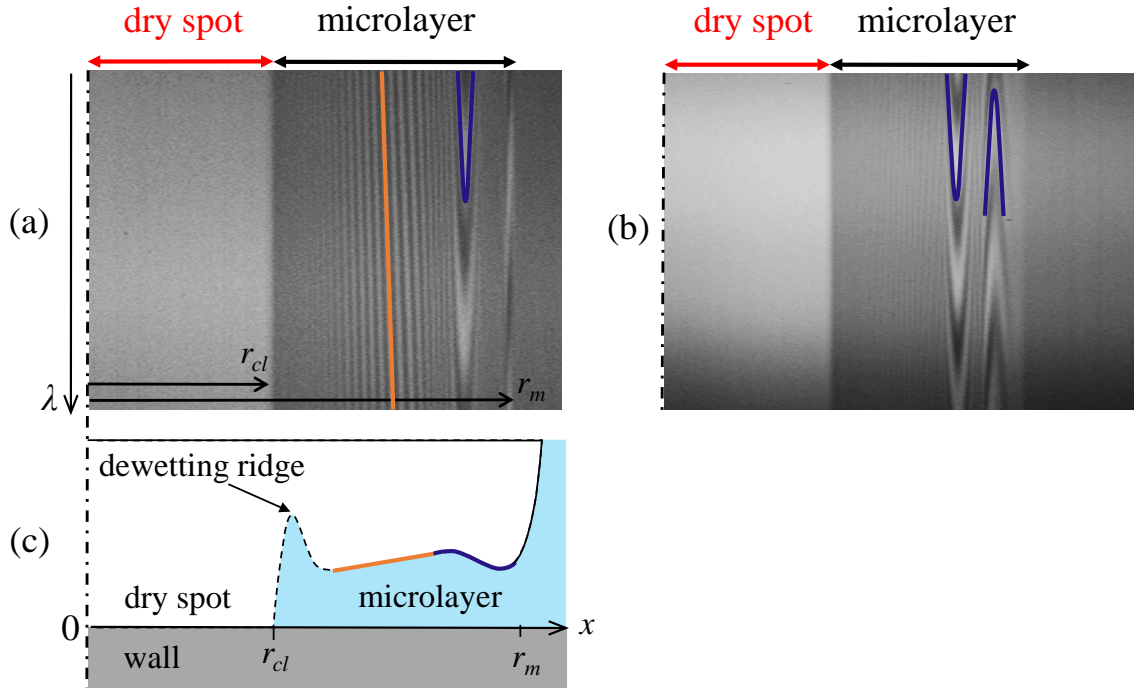 dry spot microlayer
dry spot microlayer
(a)
(b)
r_cl
r_m
λ
dewetting ridge
(c)
dry spot microlayer
0
x
wall
r_cl
r_m